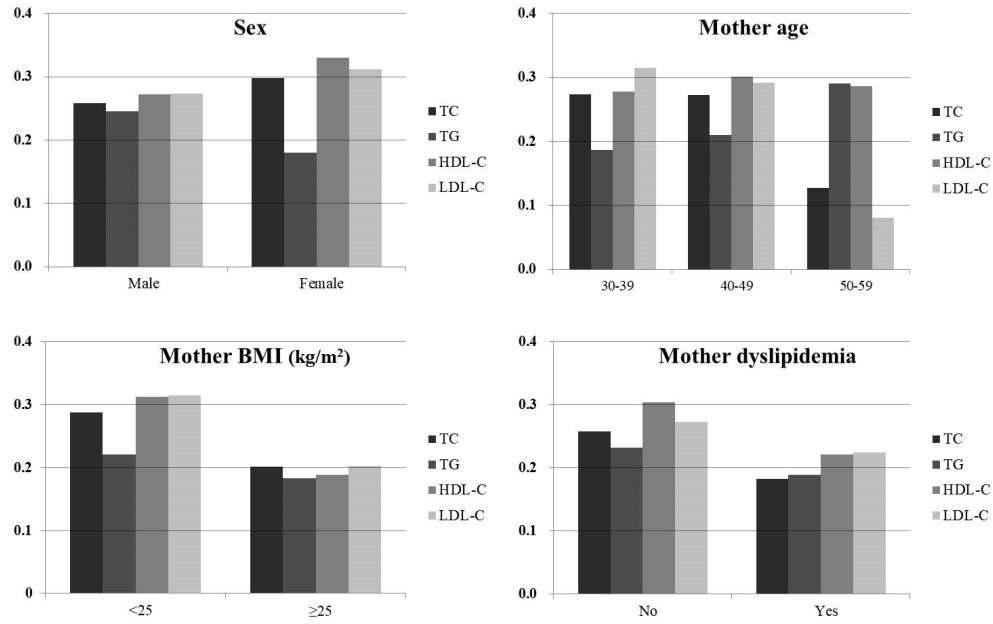 Sex
0.4
0.3
0.2
0.1
0.0
Male Female
TC
TG
HDL-C
LDL-C
Mother age
0.4
0.3
0.2
0.1
0.0
30-39 40-49 50-59
TC
TG
HDL-C
LDL-C
Mother BMI (kg/m²)
0.4
0.3
0.2
0.1
0
<25 ≥25
TC
TG
HDL-C
LDL-C
Mother dyslipidemia
0.4
0.3
0.2
0.1
0.0
No Yes
TC
TG
HDL-C
LDL-C